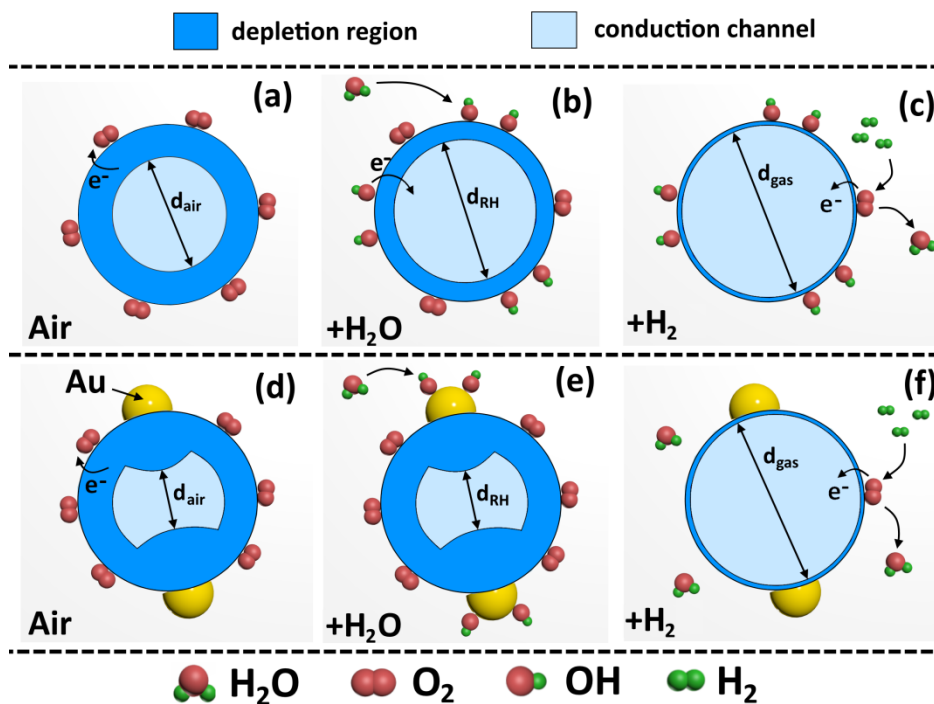 depletion region
conduction channel
(a)
e-
d_air
Air
(b)
e-
d_RH
+H₂O
(c)
d_gas
e-
+H₂
Au
(d)
e-
d_air
Air
(e)
d_RH
+H₂O
(f)
d_gas
e-
+H₂
H₂O
O₂
OH
H₂